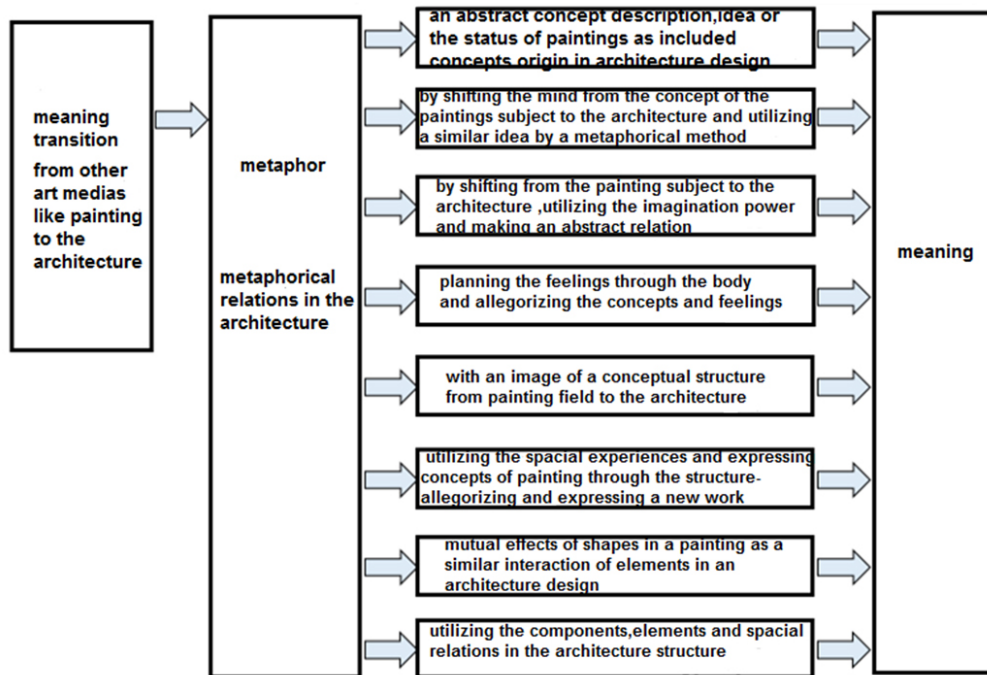 meaning
transition
from other
art medias
like painting
to the
architecture
metaphor
metaphorical
relations in the
architecture
an abstract concept description,idea or
the status of paintings as included
concepts origin in architecture design
by shifting the mind from the concept of the
paintings subject to the architecture and utilizing
a similar idea by a metaphorical method
by shifting from the painting subject to the
architecture ,utilizing the imagination power
and making an abstract relation
planning the feelings through the body
and allegorizing the concepts and feelings
with an image of a conceptual structure
from painting field to the architecture
utilizing the spacial experiences and expressing
concepts of painting through the structure-
allegorizing and expressing a new work
mutual effects of shapes in a painting as a
similar interaction of elements in an
architecture design
utilizing the components,elements and spacial
relations in the architecture structure
meaning